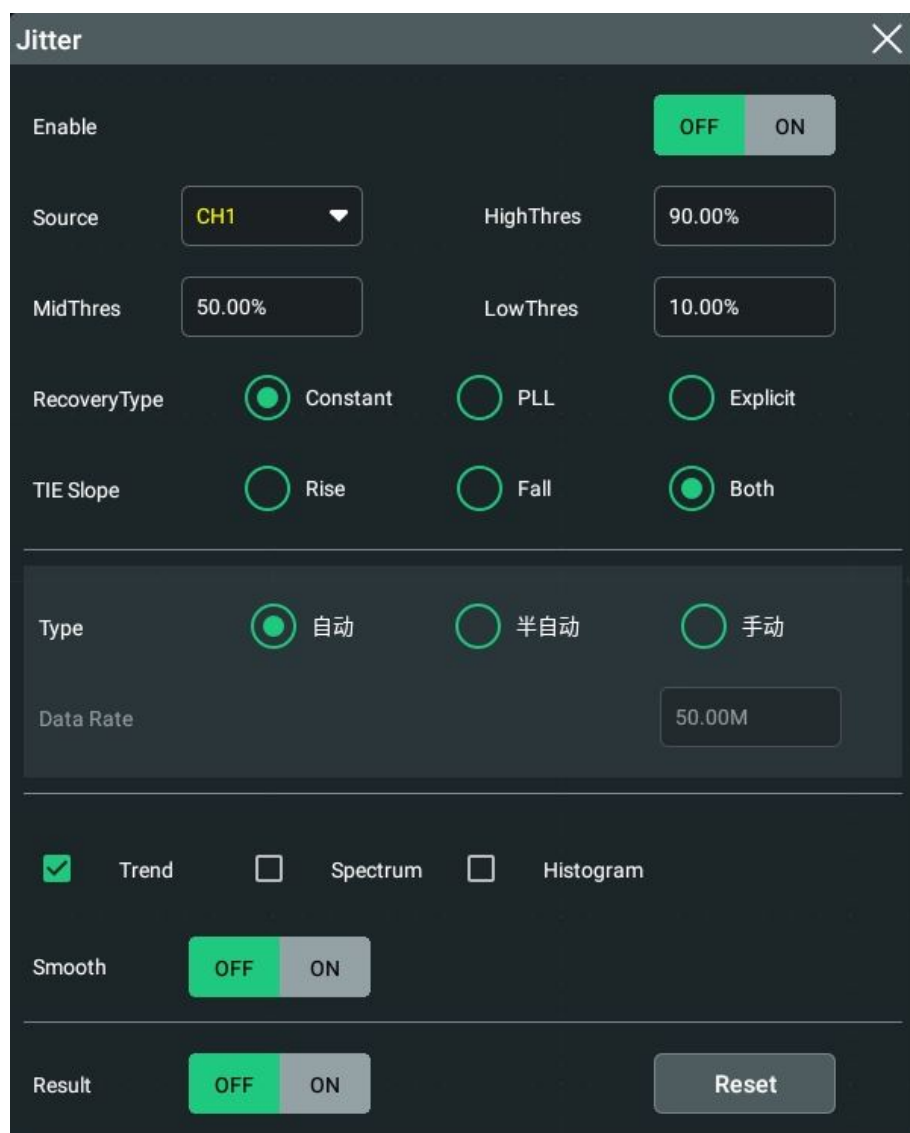 Jitter
Enable OFF ON
Source CH1 HighThres 90.00%
MidThres 50.00% LowThres 10.00%
RecoveryType Constant PLL Explicit
TIE Slope Rise Fall Both
Type 自动 半自动 手动
Data Rate 50.00M
Trend Spectrum Histogram
Smooth OFF ON
Result OFF ON Reset